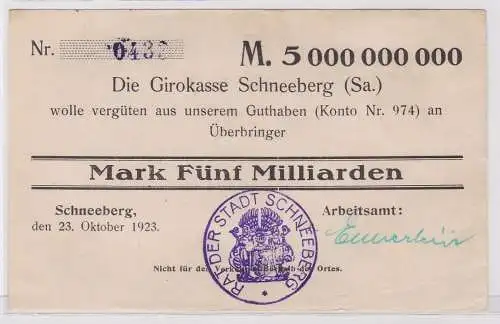 Nr. 0432 M. 5 000 000 000
Die Girokasse Schneeberg (Sa.)
wolle vergüten aus unserem Guthaben (Konto Nr. 974) an
Überbringer
Mark Fünf Milliarden
Schneeberg,
den 23. Oktober 1923.
Arbeitsamt:
RAT DER STADT SCHNEEBERG *
Nicht für den Verkehr außerhalb des Ortes.